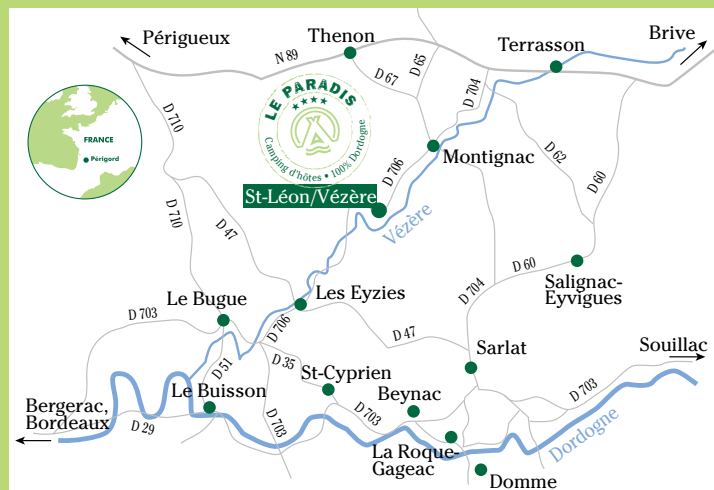 Périgueux
Thenon
Brive
Terrasson
N 89
D 65
D 67
D 704
D 710
LE PARADIS
Camping d'hôtes • 100% Dordogne
FRANCE
Périgord
D 706
Montignac
D 62
D 60
St-Léon/Vézère
Vézère
D 710
D 47
D 60
D 704
Salignac-
Eyvigues
Les Eyzies
Le Bugue
D 703
D 706
D 47
Sarlat
Souillac
D 51
D 35
St-Cyprien
Le Buisson
Beynac
D 703
Bergerac,
Bordeaux
D 29
D 703
D 703
Dordogne
La Roque-
Gageac
Domme